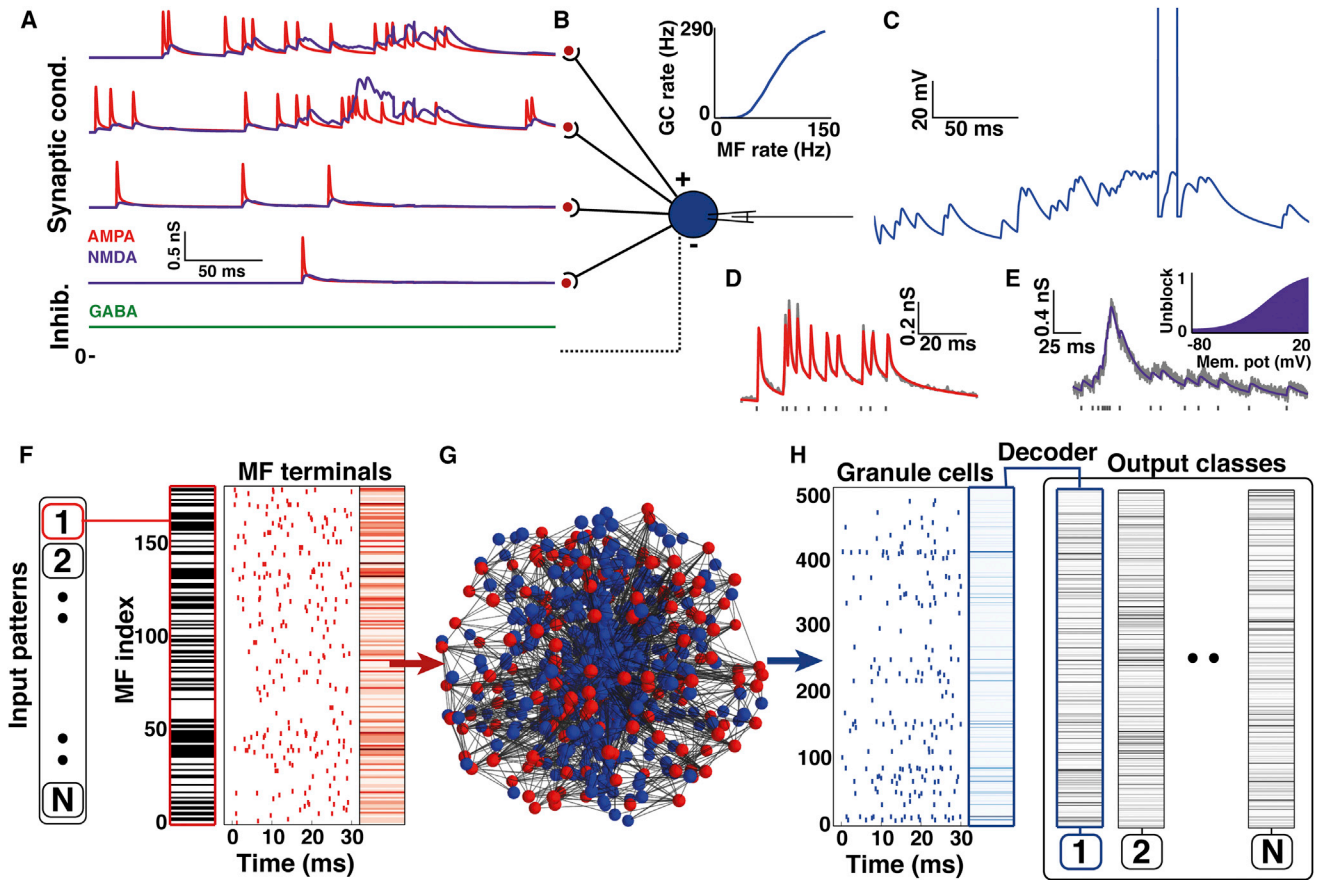 A
Synaptic cond.
AMPA
NMDA
0.5 nS
50 ms
Inhib.
GABA
0-
B
290
GC rate (Hz)
0
0
150
MF rate (Hz)
+
-
C
20 mV
50 ms
D
0.2 nS
20 ms
E
0.4 nS
25 ms
Unblock
1
0
-80
20
Mem. pot (mV)
F
Input patterns
1
2
N
MF terminals
MF index
150
100
50
0
0 10 20 30
Time (ms)
G
H
Granule cells
500
400
300
200
100
0
0 10 20 30
Time (ms)
Decoder
Output classes
1
2
N